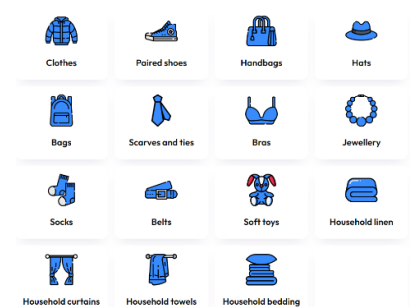 Clothes
Paired shoes
Handbags
Hats
Bags
Scarves and ties
Bras
Jewellery
Socks
Belts
Soft toys
Household linen
Household curtains
Household towels
Household bedding